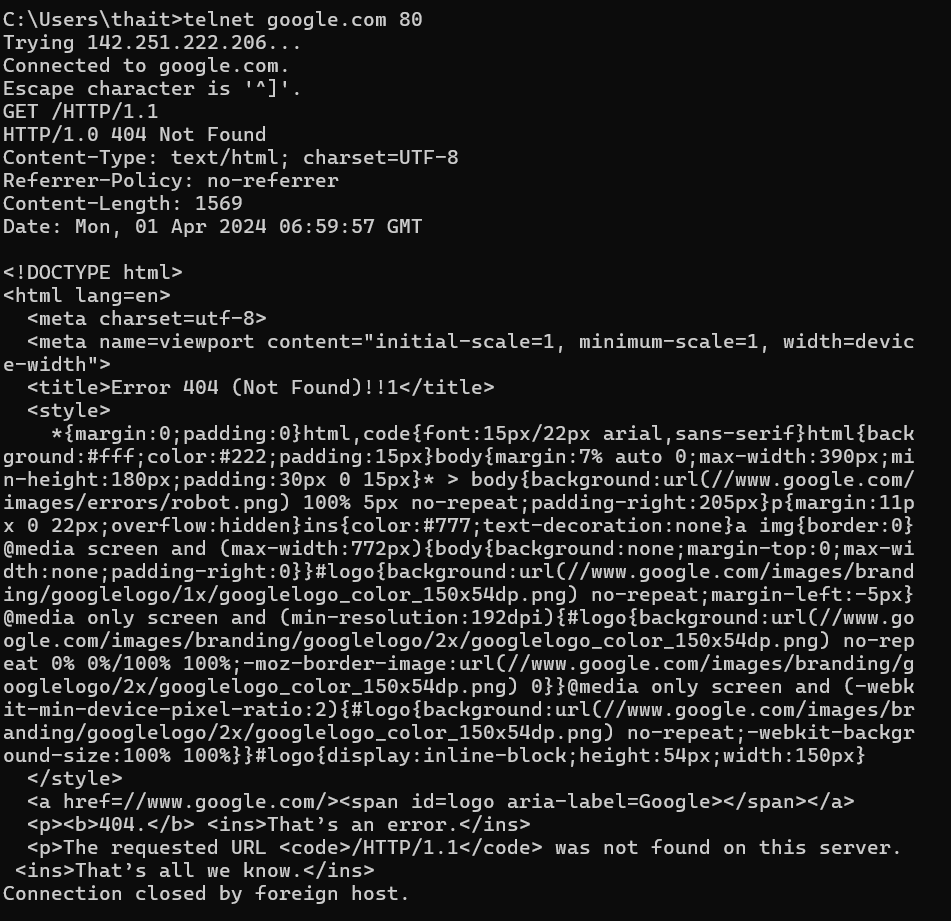 C:\Users\thait>telnet google.com 80
Trying 142.251.222.206...
Connected to google.com.
Escape character is '^]'.
GET /HTTP/1.1
HTTP/1.0 404 Not Found
Content-Type: text/html; charset=UTF-8
Referrer-Policy: no-referrer
Content-Length: 1569
Date: Mon, 01 Apr 2024 06:59:57 GMT

<!DOCTYPE html>
<html lang=en>
  <meta charset=utf-8>
  <meta name=viewport content="initial-scale=1, minimum-scale=1, width=devic
e-width">
  <title>Error 404 (Not Found)!!1</title>
  <style>
    *{margin:0;padding:0}html,code{font:15px/22px arial,sans-serif}html{back
ground:#fff;color:#222;padding:15px}body{margin:7% auto 0;max-width:390px;mi
n-height:180px;padding:30px 0 15px}* > body{background:url(//www.google.com/
images/errors/robot.png) 100% 5px no-repeat;padding-right:205px}p{margin:11p
x 0 22px;overflow:hidden}ins{color:#777;text-decoration:none}a img{border:0}
@media screen and (max-width:772px){body{background:none;margin-top:0;max-wi
dth:none;padding-right:0}}#logo{background:url(//www.google.com/images/brand
ing/googlelogo/1x/googlelogo_color_150x54dp.png) no-repeat;margin-left:-5px}
@media only screen and (min-resolution:192dpi){#logo{background:url(//www.go
ogle.com/images/branding/googlelogo/2x/googlelogo_color_150x54dp.png) no-rep
eat 0% 0%/100% 100%;-moz-border-image:url(//www.google.com/images/branding/g
ooglelogo/2x/googlelogo_color_150x54dp.png) 0}}@media only screen and (-webk
it-min-device-pixel-ratio:2){#logo{background:url(//www.google.com/images/br
anding/googlelogo/2x/googlelogo_color_150x54dp.png) no-repeat;-webkit-backgr
ound-size:100% 100%}}#logo{display:inline-block;height:54px;width:150px}
  </style>
  <a href=//www.google.com/><span id=logo aria-label=Google></span></a>
  <p><b>404.</b> <ins>That’s an error.</ins>
  <p>The requested URL <code>/HTTP/1.1</code> was not found on this server.
 <ins>That’s all we know.</ins>
Connection closed by foreign host.